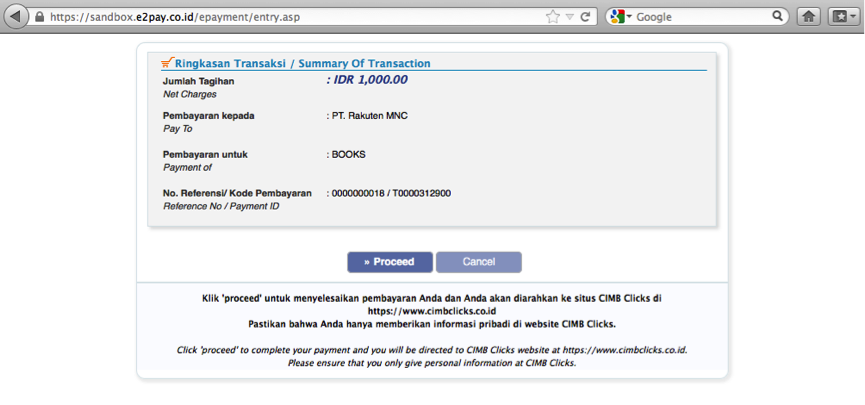 https://sandbox.e2pay.co.id/epayment/entry.asp
Google
Ringkasan Transaksi / Summary Of Transaction
Jumlah Tagihan : IDR 1,000.00
Net Charges
Pembayaran kepada : PT. Rakuten MNC
Pay To
Pembayaran untuk : BOOKS
Payment of
No. Referensi/ Kode Pembayaran : 0000000018 / T0000312900
Reference No / Payment ID
» Proceed Cancel
Klik 'proceed' untuk menyelesaikan pembayaran Anda dan Anda akan diarahkan ke situs CIMB Clicks di
https://www.cimbclicks.co.id
Pastikan bahwa Anda hanya memberikan informasi pribadi di website CIMB Clicks.
Click 'proceed' to complete your payment and you will be directed to CIMB Clicks website at https://www.cimbclicks.co.id.
Please ensure that you only give personal information at CIMB Clicks.